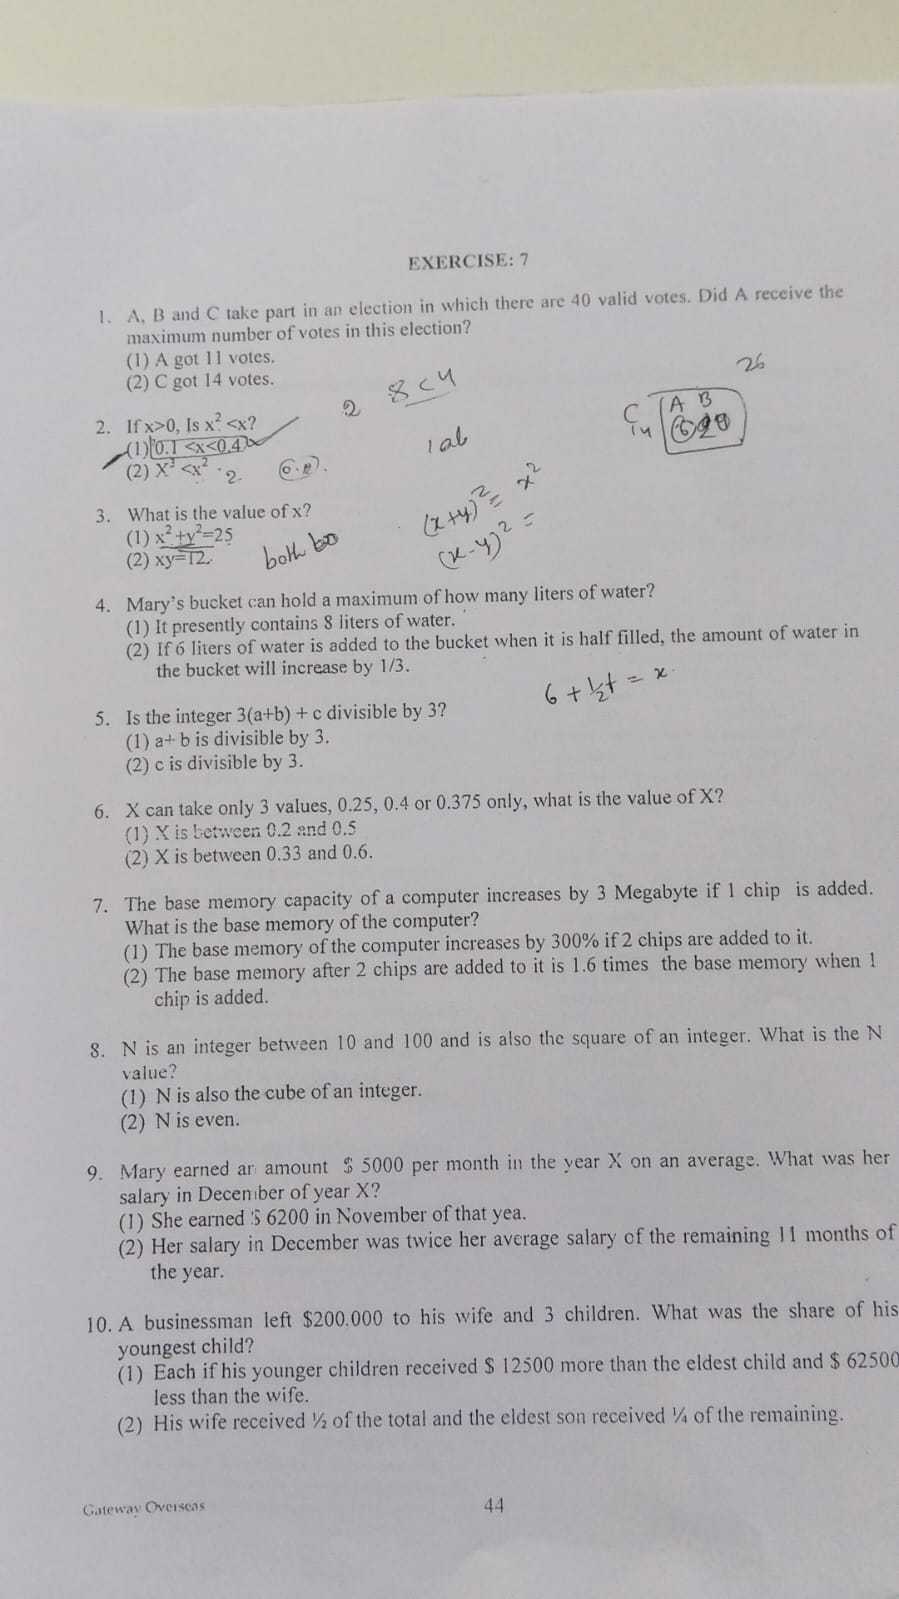 EXERCISE: 7
1. A, B and C take part in an election in which there are 40 valid votes. Did A receive the
maximum number of votes in this election?
(1) A got 11 votes.
(2) C got 14 votes.
26
8 < 4
2
C A B
14
2. If x>0, Is x² <x?
(1) 0.1 <x<0.4
(2) X³ <x²
2
1 ab
3. What is the value of x?
(1) x²+y²=25
(2) xy=12.
both
(x+y)² = x²
(x-y)² =
4. Mary's bucket can hold a maximum of how many liters of water?
(1) It presently contains 8 liters of water.
(2) If 6 liters of water is added to the bucket when it is half filled, the amount of water in
the bucket will increase by 1/3.
6 + ½t = x.
5. Is the integer 3(a+b) + c divisible by 3?
(1) a+ b is divisible by 3.
(2) c is divisible by 3.
6. X can take only 3 values, 0.25, 0.4 or 0.375 only, what is the value of X?
(1) X is between 0.2 and 0.5
(2) X is between 0.33 and 0.6.
7. The base memory capacity of a computer increases by 3 Megabyte if 1 chip is added.
What is the base memory of the computer?
(1) The base memory of the computer increases by 300% if 2 chips are added to it.
(2) The base memory after 2 chips are added to it is 1.6 times the base memory when 1
chip is added.
8. N is an integer between 10 and 100 and is also the square of an integer. What is the N
value?
(1) N is also the cube of an integer.
(2) N is even.
9. Mary earned an amount $ 5000 per month in the year X on an average. What was her
salary in December of year X?
(1) She earned $ 6200 in November of that yea.
(2) Her salary in December was twice her average salary of the remaining 11 months of
the year.
10. A businessman left $200,000 to his wife and 3 children. What was the share of his
youngest child?
(1) Each if his younger children received $ 12500 more than the eldest child and $ 62500
less than the wife.
(2) His wife received ½ of the total and the eldest son received ¼ of the remaining.
Gateway Overseas
44